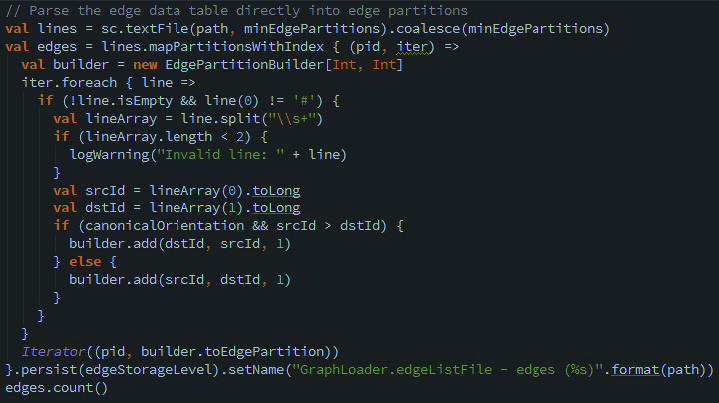 // Parse the edge data table directly into edge partitions
val lines = sc.textFile(path, minEdgePartitions).coalesce(minEdgePartitions)
val edges = lines.mapPartitionsWithIndex { (pid, iter) =>
  val builder = new EdgePartitionBuilder[Int, Int]
  iter.foreach { line =>
    if (!line.isEmpty && line(0) != '#') {
      val lineArray = line.split("\\s+")
      if (lineArray.length < 2) {
        logWarning("Invalid line: " + line)
      }
      val srcId = lineArray(0).toLong
      val dstId = lineArray(1).toLong
      if (canonicalOrientation && srcId > dstId) {
        builder.add(dstId, srcId, 1)
      } else {
        builder.add(srcId, dstId, 1)
      }
    }
  }
  Iterator((pid, builder.toEdgePartition))
}.persist(edgeStorageLevel).setName("GraphLoader.edgeListFile - edges (%s)".format(path))
edges.count()